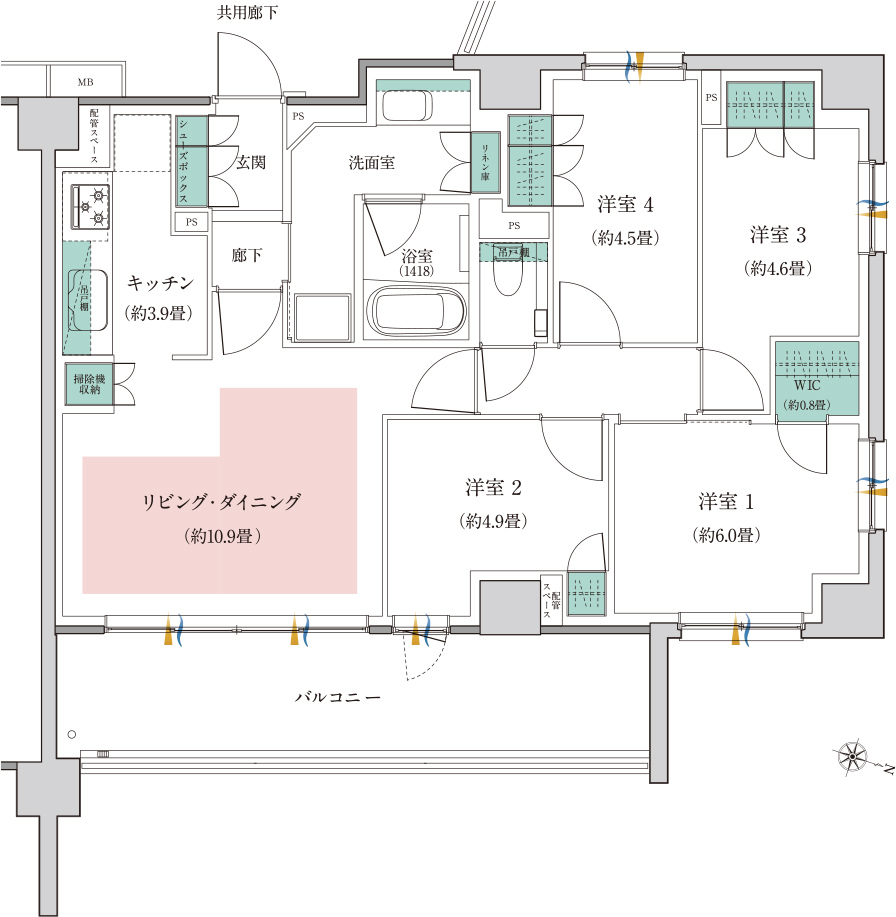 共用廊下
MB
配管スペース
シューズボックス
玄関
PS
洗面室
リネン庫
PS
洋室 4
(約4.5畳)
洋室 3
(約4.6畳)
PS
PS
廊下
浴室
(1418)
吊戸棚
キッチン
(約3.9畳)
吊戸棚
掃除機
収納
WIC
(約0.8畳)
リビング・ダイニング
(約10.9畳)
洋室 2
(約4.9畳)
洋室 1
(約6.0畳)
配管
スペース
バルコニー
N